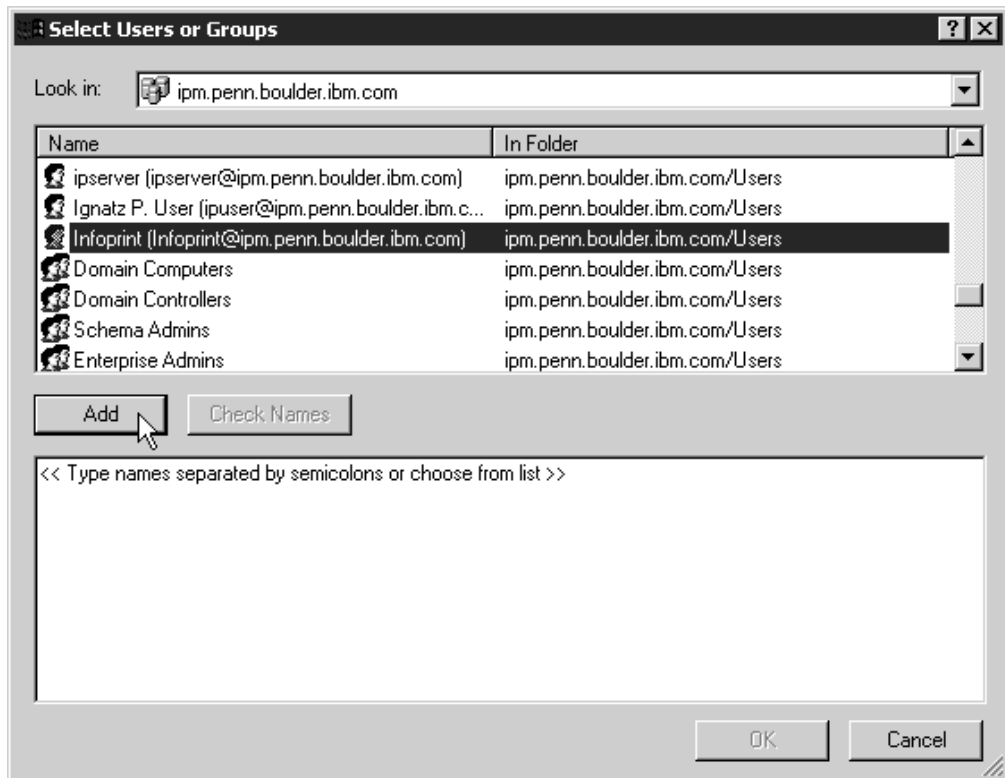 Select Users or Groups
Look in: ipm.penn.boulder.ibm.com
Name In Folder
ipserver (ipserver@ipm.penn.boulder.ibm.com) ipm.penn.boulder.ibm.com/Users
Ignatz P. User (ipuser@ipm.penn.boulder.ibm.c... ipm.penn.boulder.ibm.com/Users
Infoprint (Infoprint@ipm.penn.boulder.ibm.com) ipm.penn.boulder.ibm.com/Users
Domain Computers ipm.penn.boulder.ibm.com/Users
Domain Controllers ipm.penn.boulder.ibm.com/Users
Schema Admins ipm.penn.boulder.ibm.com/Users
Enterprise Admins ipm.penn.boulder.ibm.com/Users
Add Check Names
<< Type names separated by semicolons or choose from list >>
OK Cancel